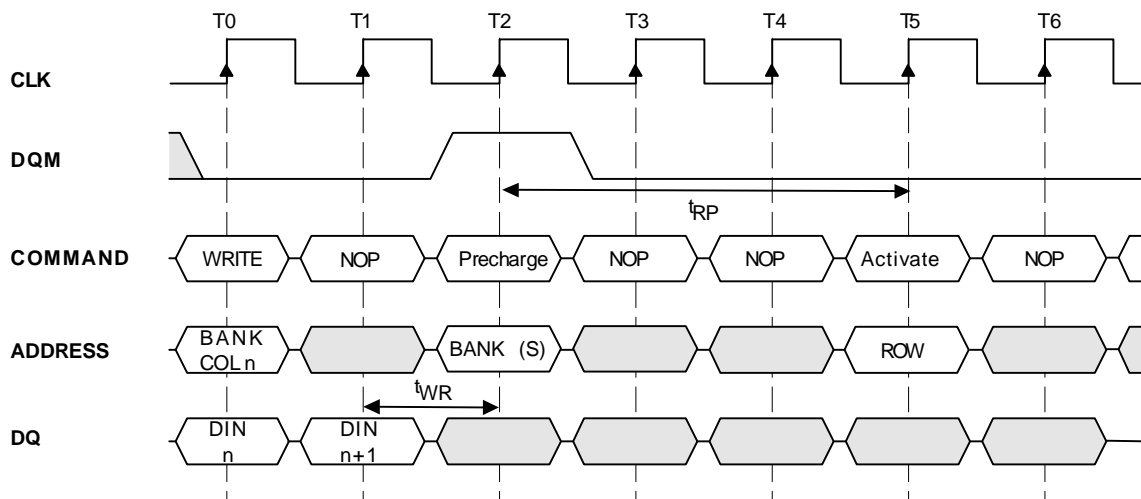 T0 T1 T2 T3 T4 T5 T6
CLK
DQM
tRP
COMMAND WRITE NOP Precharge NOP NOP Activate NOP
ADDRESS BANK COL n BANK (S) ROW
tWR
DQ DIN n DIN n+1